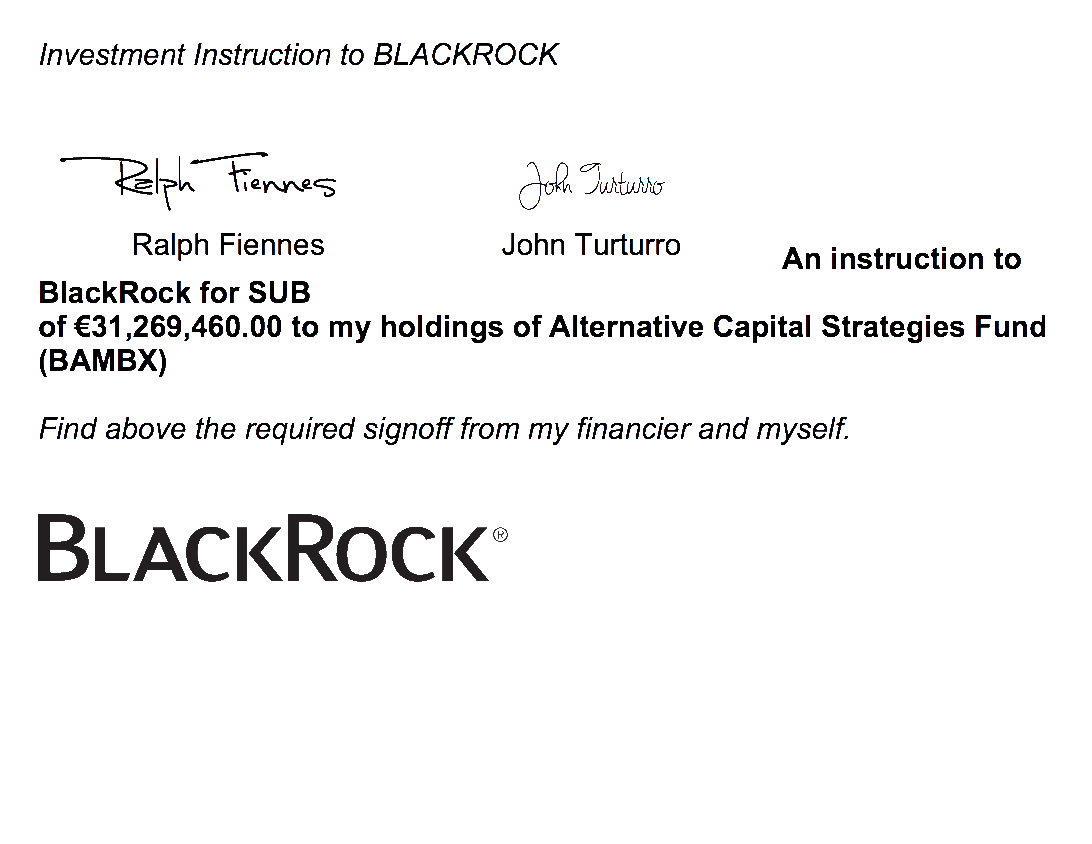 Investment Instruction to BLACKROCK
Ralph Fiennes John Turturro
Ralph Fiennes John Turturro An instruction to
BlackRock for SUB
of €31,269,460.00 to my holdings of Alternative Capital Strategies Fund
(BAMBX)
Find above the required signoff from my financier and myself.
BLACKROCK®